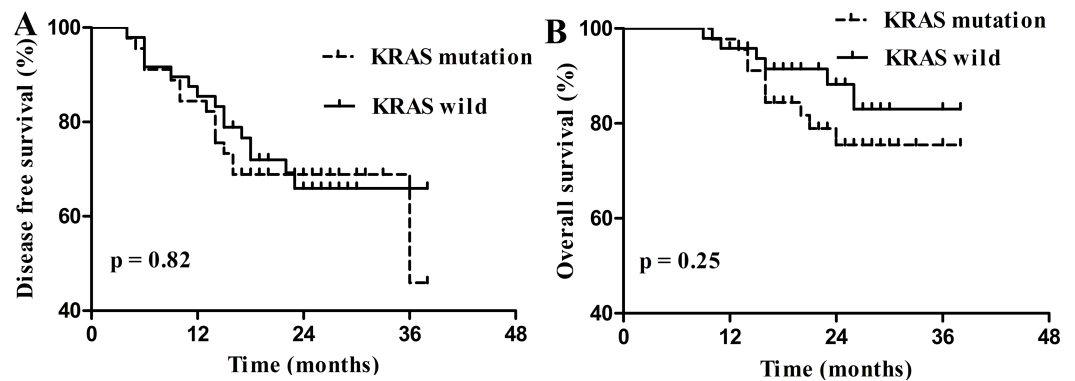 A
Disease free survival (%)
100
80
60
40
KRAS mutation
KRAS wild
p = 0.82
0 12 24 36 48
Time (months)
B
Overall survival (%)
100
80
60
40
KRAS mutation
KRAS wild
p = 0.25
0 12 24 36 48
Time (months)